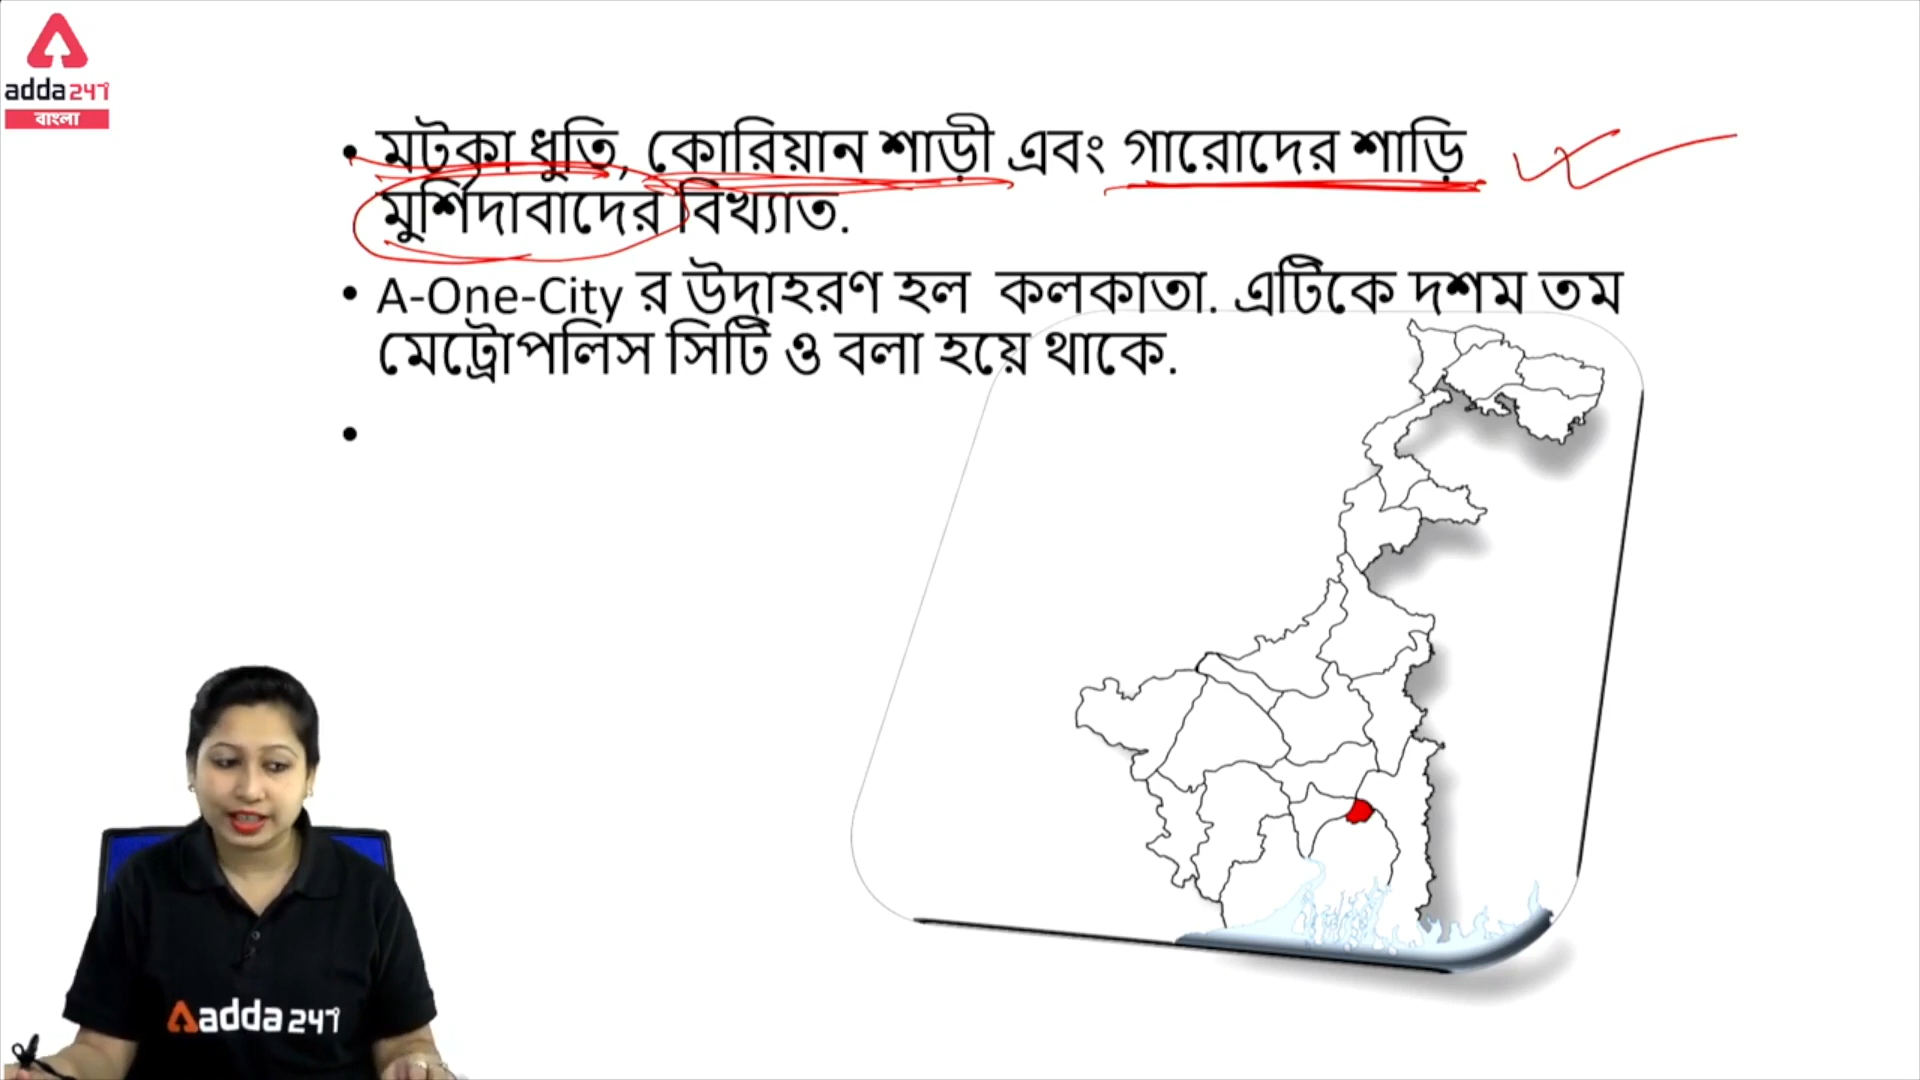 adda247
বাংলা
• মটকা ধুতি, কোরিয়ান শাড়ী এবং গারোদের শাড়ি
মুর্শিদাবাদের বিখ্যাত.
• A-One-City র উদাহরণ হল কলকাতা. এটিকে দশম তম
মেট্রোপলিস সিটি ও বলা হয়ে থাকে.
•
adda247